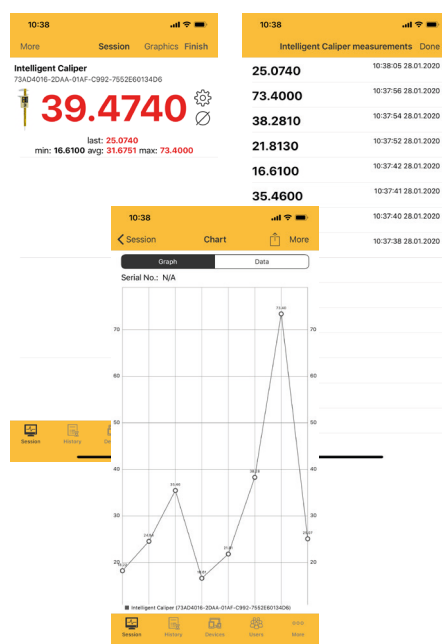 10:38
More Session Graphics Finish
Intelligent Caliper
73AD4016-2DAA-01AF-C992-7552E60134D6
39.4740
last: 25.0740
min: 16.6100 avg: 31.6751 max: 73.4000
Session History
10:38
Intelligent Caliper measurements Done
25.0740 10:38:05 28.01.2020
73.4000 10:37:56 28.01.2020
38.2810 10:37:54 28.01.2020
21.8130 10:37:52 28.01.2020
16.6100 10:37:42 28.01.2020
35.4600 10:37:41 28.01.2020
10:37:40 28.01.2020
10:37:38 28.01.2020
10:38
Session Chart More
Graph Data
Serial No.: N/A
70 70
60 60
50 50
40 40
30 30
20 20
Intelligent Caliper (73AD4016-2DAA-01AF-C992-7552E60134D6)
Session History Devices Users More